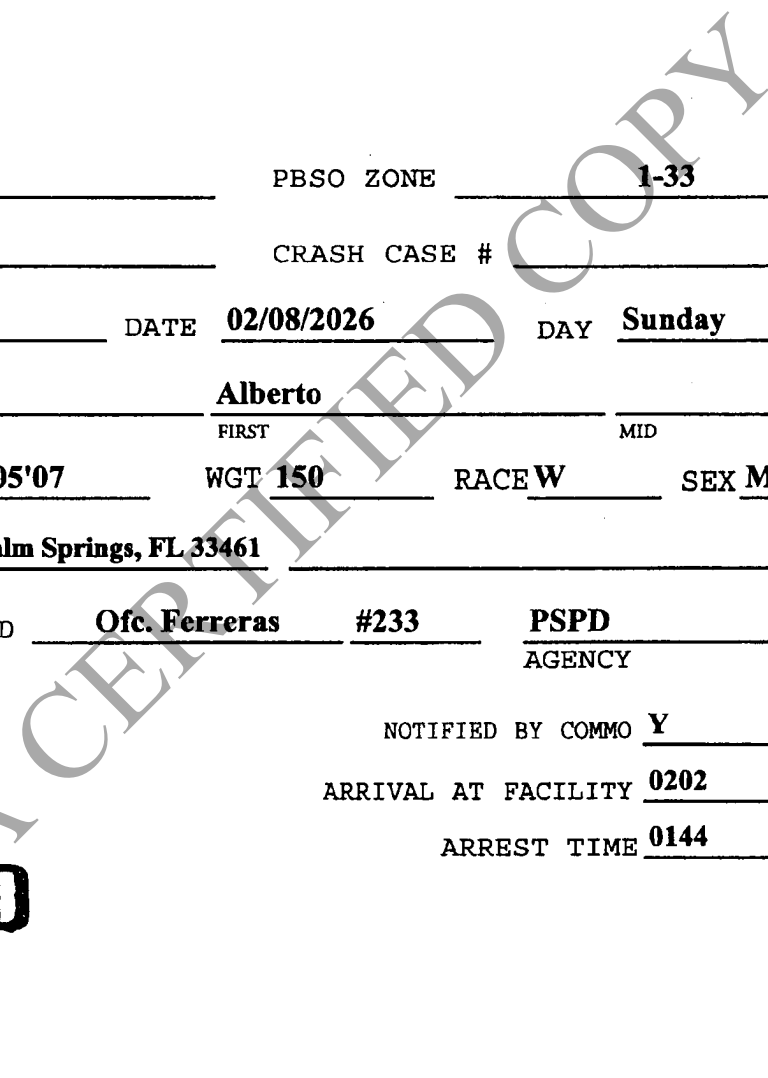 PBSO ZONE 1-33
CRASH CASE #
DATE 02/08/2026 DAY Sunday
Alberto
FIRST MID
05'07 WGT 150 RACE W SEX M
alm Springs, FL 33461
D Ofc. Ferreras #233 PSPD
AGENCY
NOTIFIED BY COMMO Y
ARRIVAL AT FACILITY 0202
ARREST TIME 0144
A CERTIFIED COPY